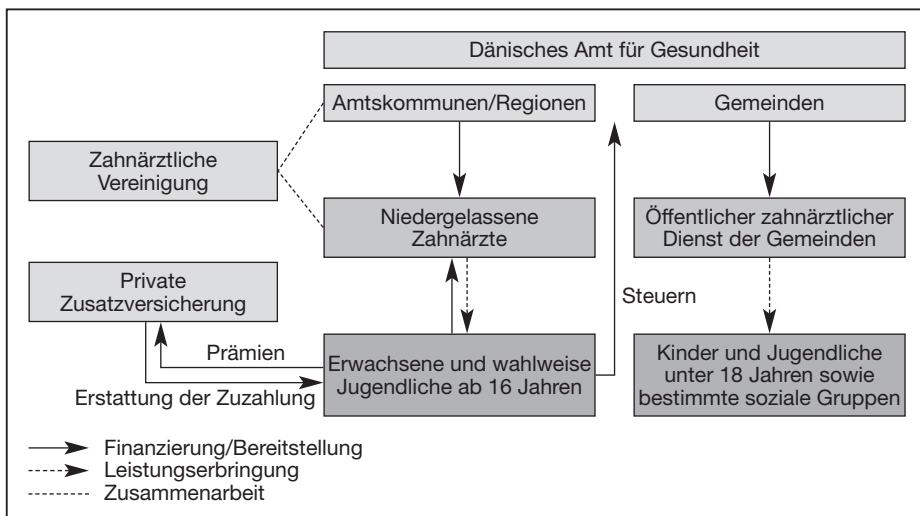 Dänisches Amt für Gesundheit
Amtskommunen/Regionen
Gemeinden
Zahnärztliche
Vereinigung
Niedergelassene
Zahnärzte
Öffentlicher zahnärztlicher
Dienst der Gemeinden
Private
Zusatzversicherung
Steuern
Prämien
Erstattung der Zuzahlung
Erwachsene und wahlweise
Jugendliche ab 16 Jahren
Kinder und Jugendliche
unter 18 Jahren sowie
bestimmte soziale Gruppen
Finanzierung/Bereitstellung
Leistungserbringung
Zusammenarbeit